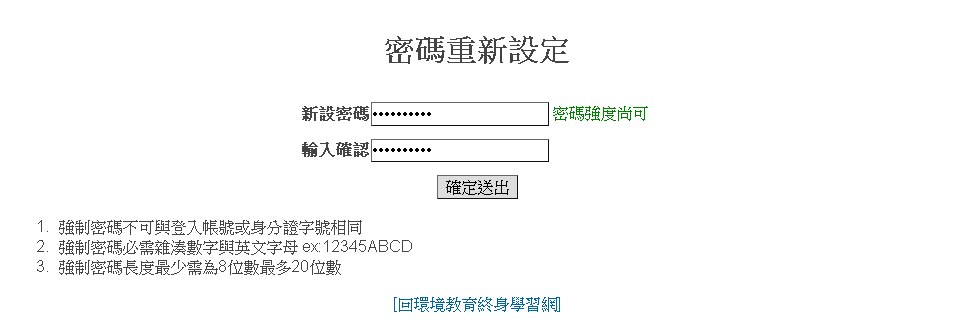 密碼重新設定
新設密碼 •••••••••• 密碼強度尚可
輸入確認 ••••••••••
確定送出
1. 強制密碼不可與登入帳號或身分證字號相同
2. 強制密碼必需雜湊數字與英文字母 ex:12345ABCD
3. 強制密碼長度最少需為8位數最多20位數
[回環境教育終身學習網]